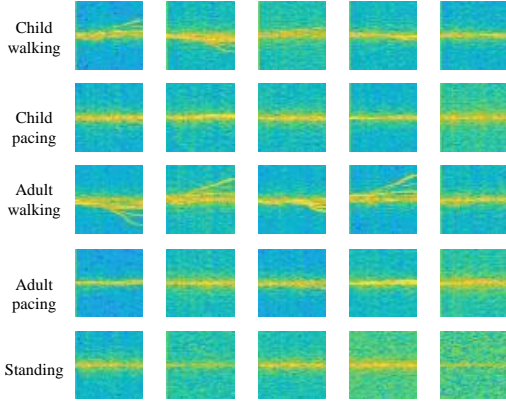 Child
walking
Child
pacing
Adult
walking
Adult
pacing
Standing